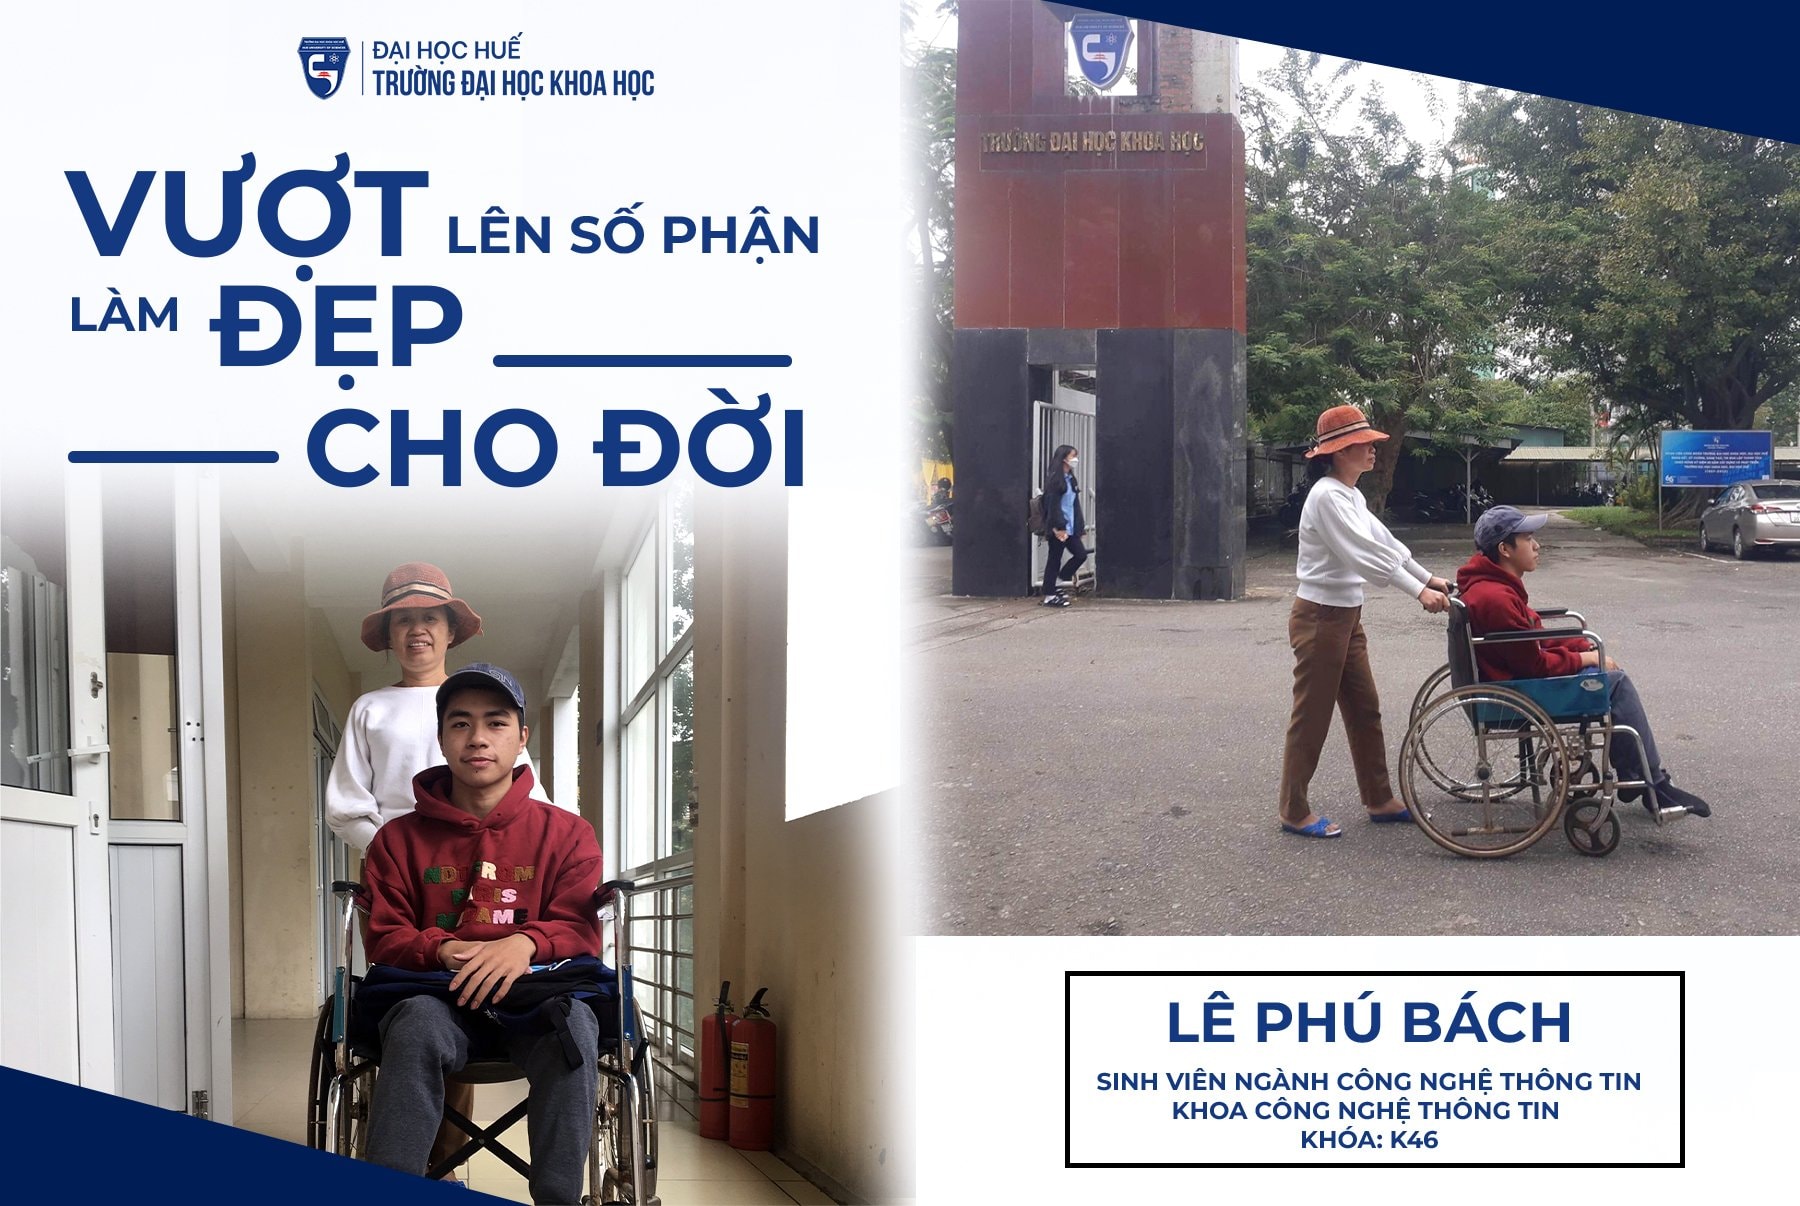 ĐẠI HỌC HUẾ
TRƯỜNG ĐẠI HỌC KHOA HỌC
VƯỢT LÊN SỐ PHẬN
LÀM ĐẸP
CHO ĐỜI
TRƯỜNG ĐẠI HỌC KHOA HỌC
PARIS
LÊ PHÚ BÁCH
SINH VIÊN NGÀNH CÔNG NGHỆ THÔNG TIN
KHOA CÔNG NGHỆ THÔNG TIN
KHÓA: K46